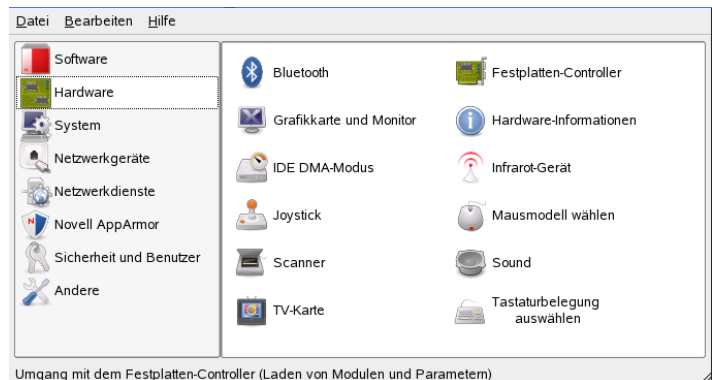 Datei Bearbeiten Hilfe
Software
Hardware
System
Netzwerkgeräte
Netzwerkdienste
Novell AppArmor
Sicherheit und Benutzer
Andere
Bluetooth
Festplatten-Controller
Grafikkarte und Monitor
Hardware-Informationen
IDE DMA-Modus
Infrarot-Gerät
Joystick
Mausmodell wählen
Scanner
Sound
TV-Karte
Tastaturbelegung
auswählen
Umgang mit dem Festplatten-Controller (Laden von Modulen und Parametern)